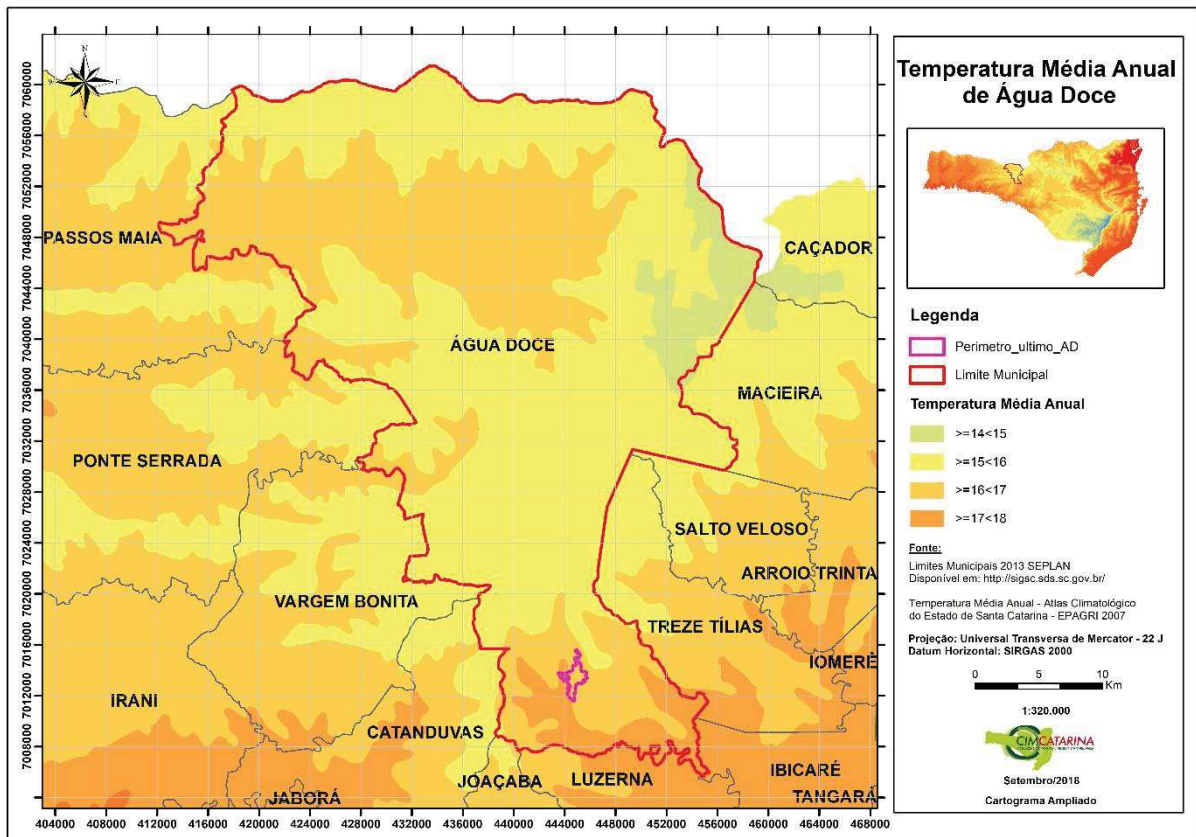 Temperatura Média Anual
de Água Doce
N
PASSOS MAIA
CAÇADOR
ÁGUA DOCE
MACIEIRA
PONTE SERRADA
SALTO VELOSO
ARROIO TRINTA
VARGEM BONITA
TREZE TÍLIAS
IOMERÊ
IRANI
CATANDUVAS
JOAÇABA
LUZERNA
IBICARÉ
JABORÁ
TANGARÁ
7060000
7056000
7052000
7048000
7044000
7040000
7036000
7032000
7028000
7024000
7020000
7016000
7012000
7008000
404000 408000 412000 416000 420000 424000 428000 432000 436000 440000 444000 448000 452000 456000 460000 464000 468000
Legenda
Perimetro_ultimo_AD
Limite Municipal
Temperatura Média Anual
>=14<15
>=15<16
>=16<17
>=17<18
Fonte:
Limites Municipais 2013 SEPLAN
Disponível em: http://sigsc.sds.sc.gov.br/
Temperatura Média Anual - Atlas Climatológico
do Estado de Santa Catarina - EPAGRI 2007
Projeção: Universal Transversa de Mercator - 22 J
Datum Horizontal: SIRGAS 2000
0 5 10
Km
1:320.000
CIMCATARINA
Setembro/2018
Cartograma Ampliado